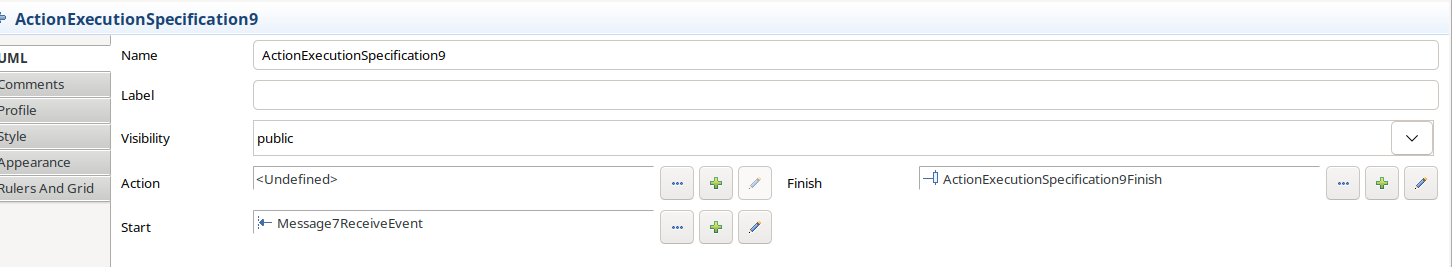 ActionExecutionSpecification9
UML
Comments
Profile
Style
Appearance
Rulers And Grid
Name ActionExecutionSpecification9
Label
Visibility public
Action <Undefined> Finish ActionExecutionSpecification9Finish
Start Message7ReceiveEvent